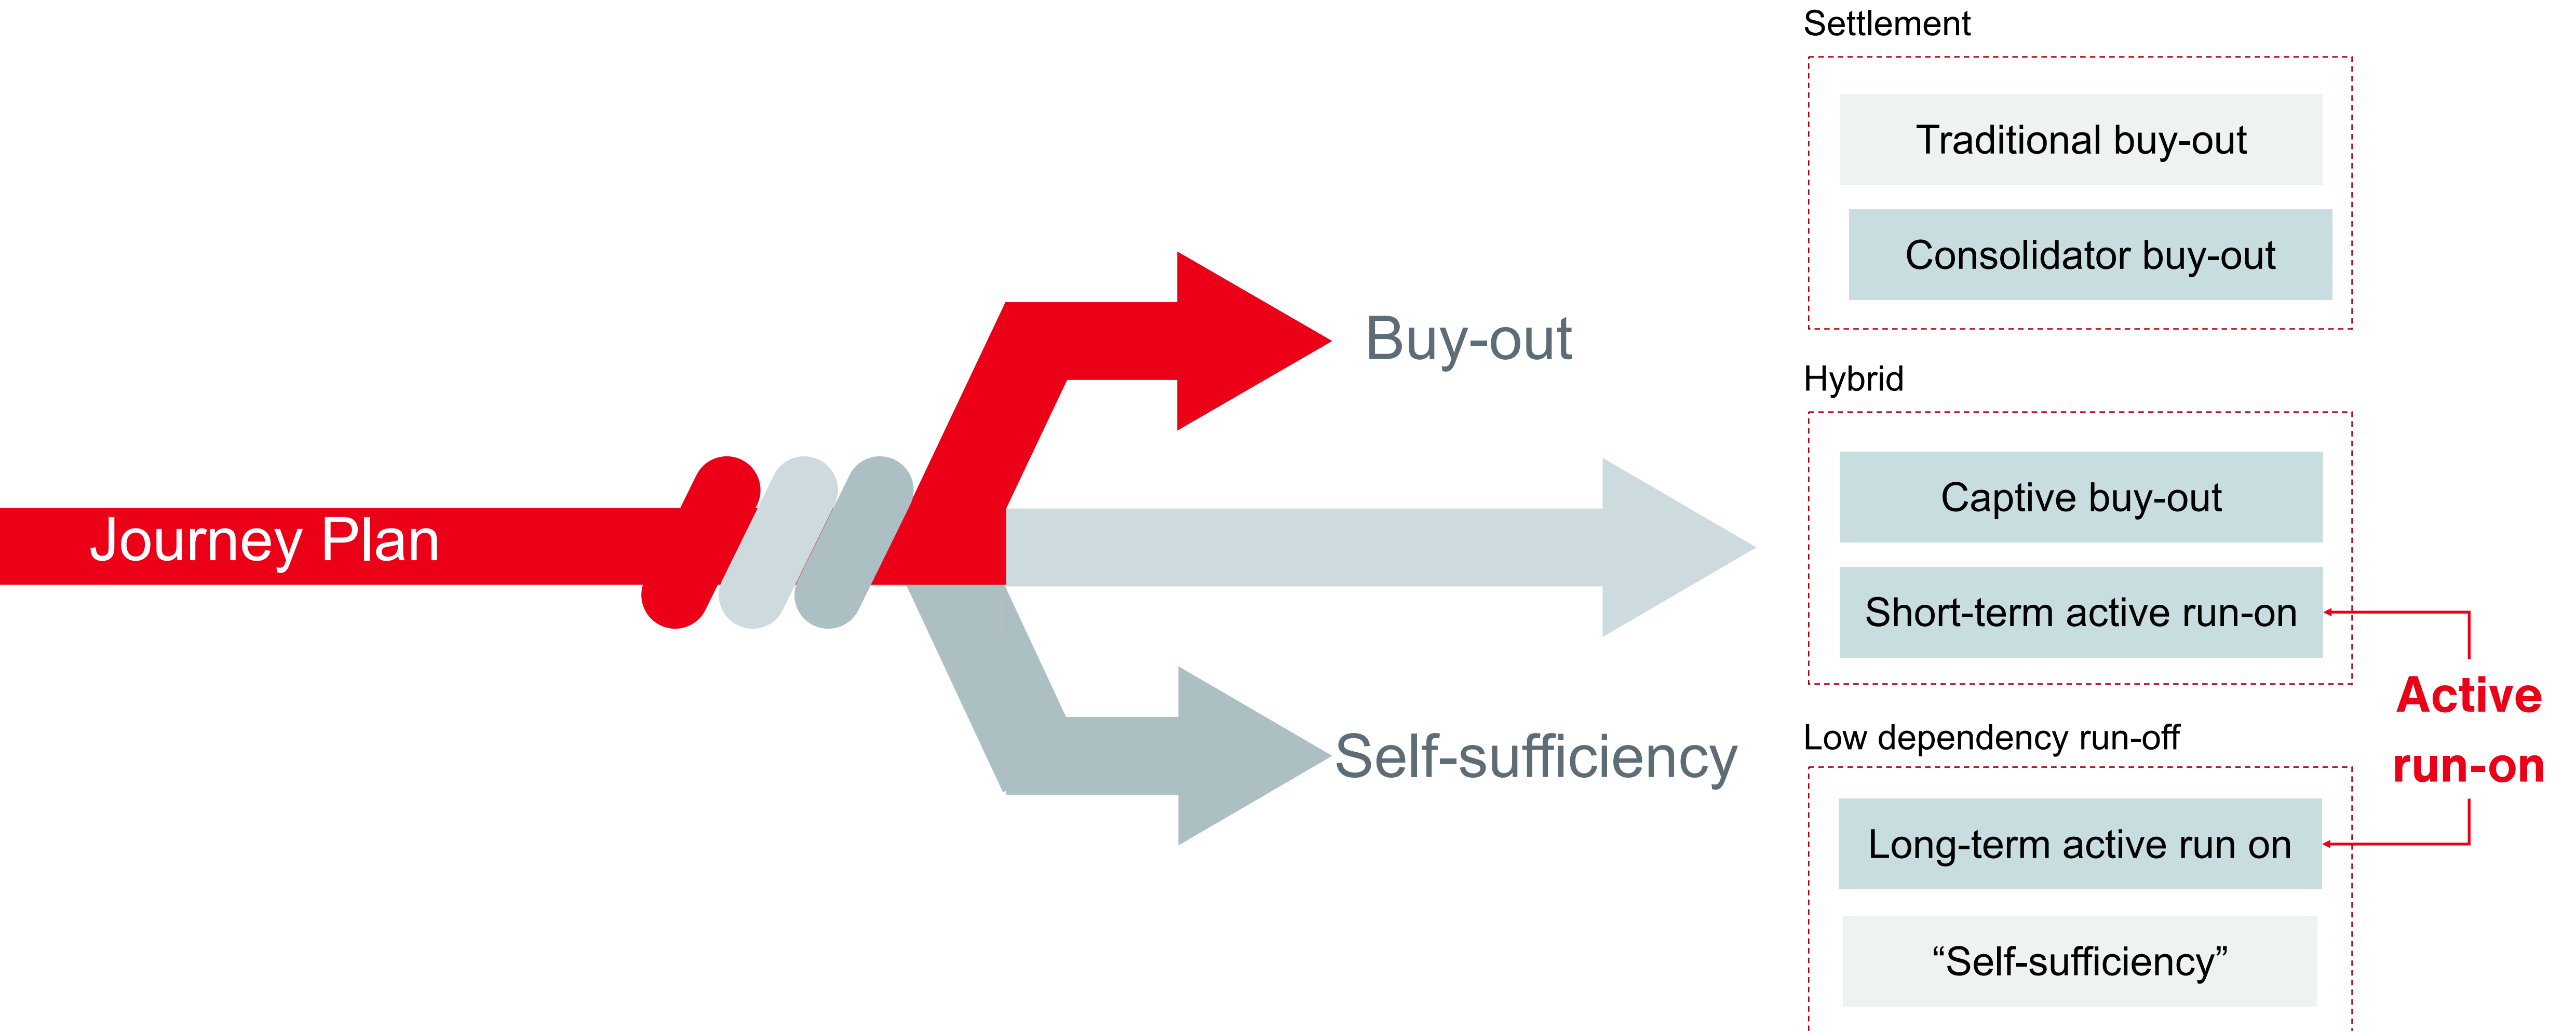 Journey Plan
Buy-out
Self-sufficiency
Settlement
Traditional buy-out
Consolidator buy-out
Hybrid
Captive buy-out
Short-term active run-on
Low dependency run-off
Long-term active run on
“Self-sufficiency”
Active
run-on